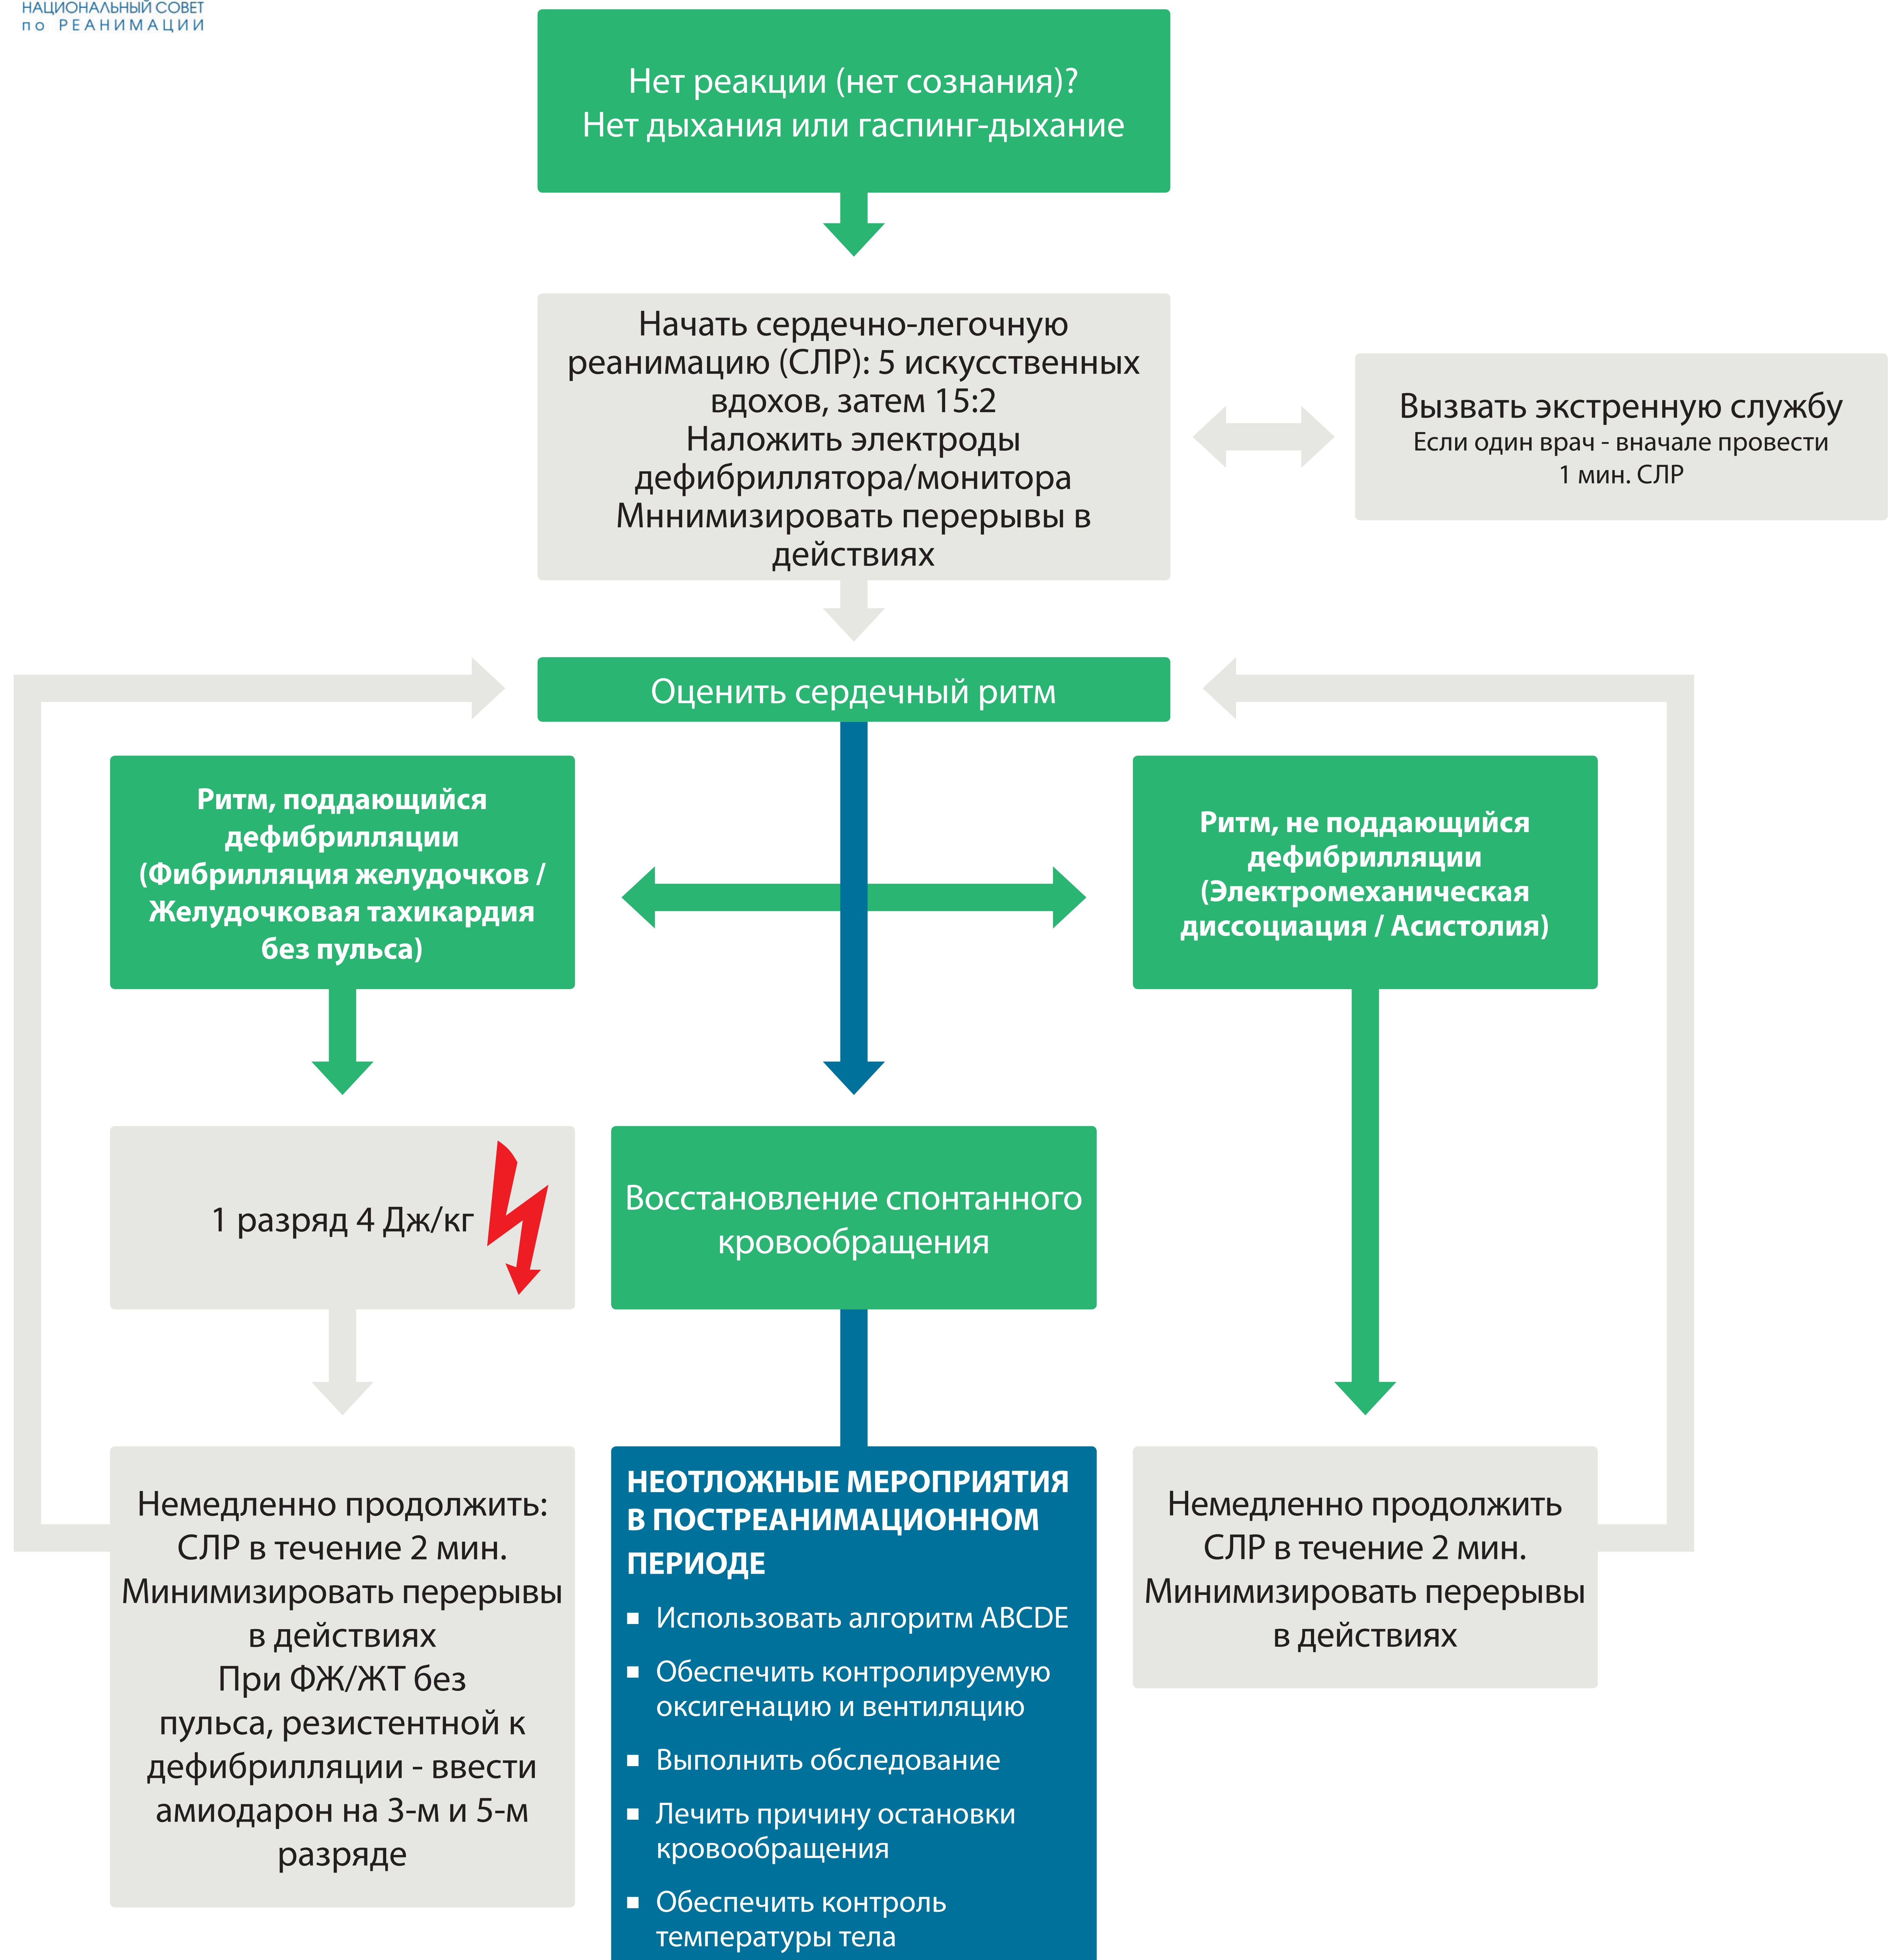 НАЦИОНАЛЬНЫЙ СОВЕТ
по РЕАНИМАЦИИ
Нет реакции (нет сознания)?
Нет дыхания или гаспинг-дыхание
Начать сердечно-легочную
реанимацию (СЛР): 5 искусственных
вдохов, затем 15:2
Наложить электроды
дефибриллятора/монитора
Мннимизировать перерывы в
действиях
Вызвать экстренную службу
Если один врач - вначале провести
1 мин. СЛР
Оценить сердечный ритм
Ритм, поддающийся
дефибрилляции
(Фибрилляция желудочков /
Желудочковая тахикардия
без пульса)
Ритм, не поддающийся
дефибрилляции
(Электромеханическая
диссоциация / Асистолия)
1 разряд 4 Дж/кг
Восстановление спонтанного
кровообращения
Немедленно продолжить:
СЛР в течение 2 мин.
Минимизировать перерывы
в действиях
При ФЖ/ЖТ без
пульса, резистентной к
дефибрилляции - ввести
амиодарон на 3-м и 5-м
разряде
НЕОТЛОЖНЫЕ МЕРОПРИЯТИЯ
В ПОСТРЕАНИМАЦИОННОМ
ПЕРИОДЕ
Использовать алгоритм ABCDE
Обеспечить контролируемую
оксигенацию и вентиляцию
Выполнить обследование
Лечить причину остановки
кровообращения
Обеспечить контроль
температуры тела
Немедленно продолжить
СЛР в течение 2 мин.
Минимизировать перерывы
в действиях